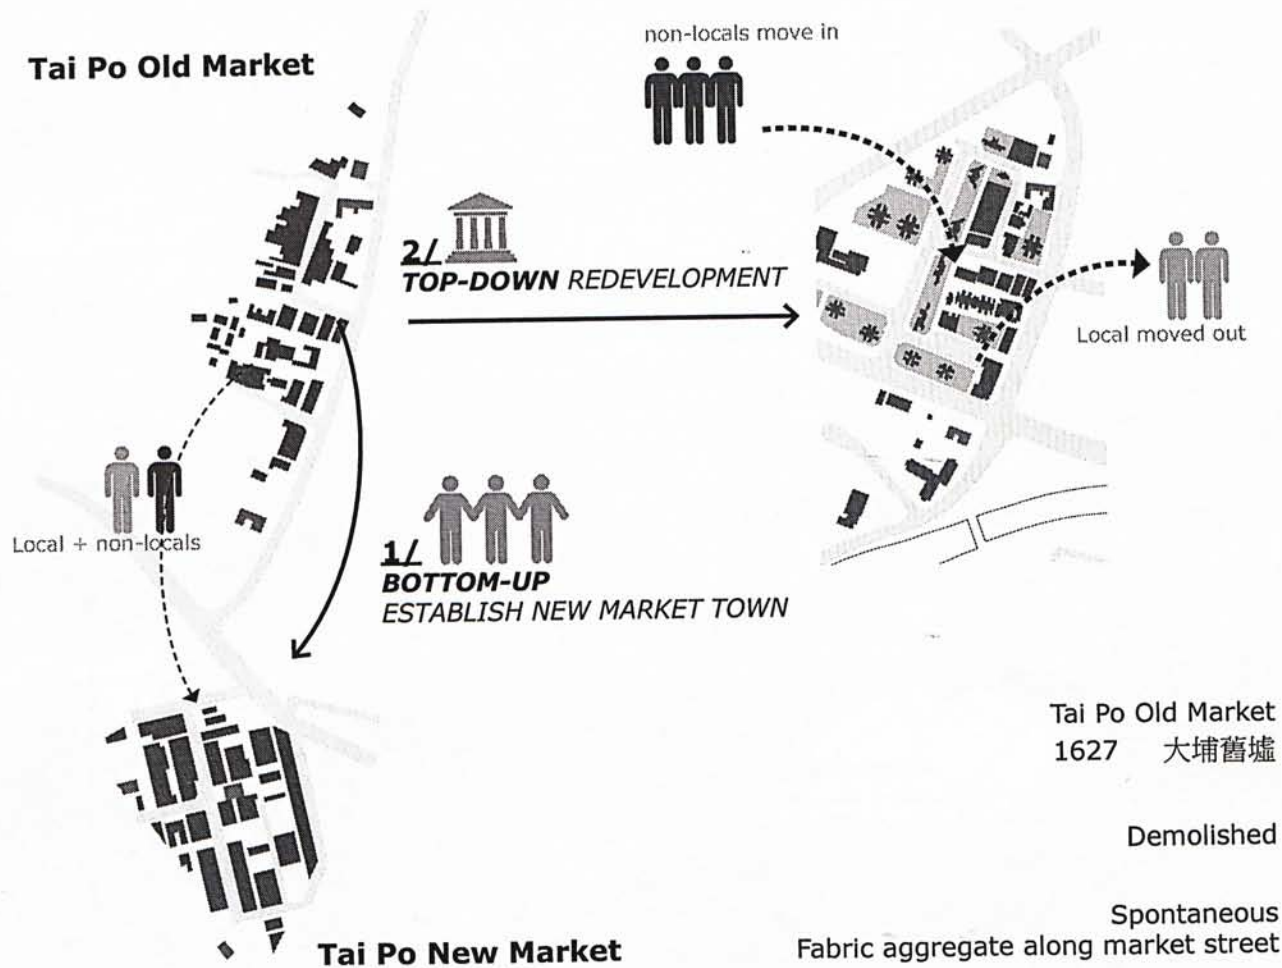 Tai Po Old Market
non-locals move in
2/
TOP-DOWN REDEVELOPMENT
Local moved out
Local + non-locals
1/
BOTTOM-UP
ESTABLISH NEW MARKET TOWN
Tai Po New Market
Tai Po Old Market
1627 大埔舊墟
Demolished
Spontaneous
Fabric aggregate along market street